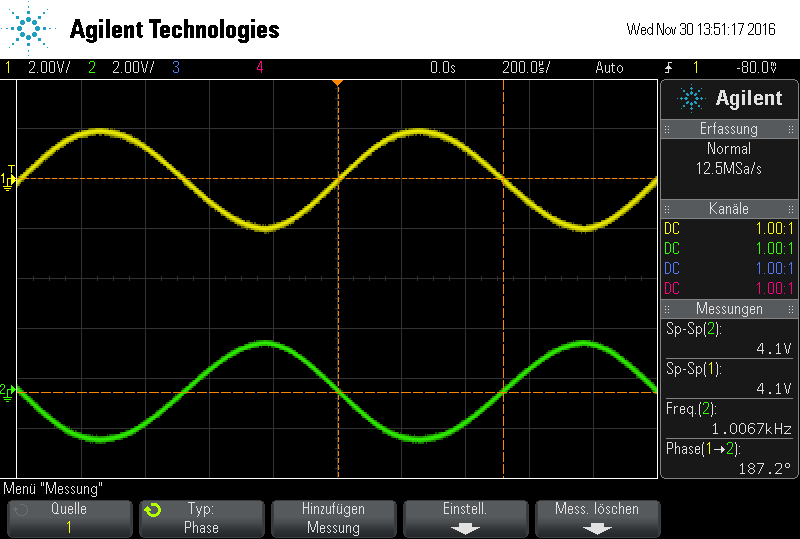 Agilent Technologies
Wed Nov 30 13:51:17 2016
1 2.00V/ 2 2.00V/ 3 4 0.0s 200.0µs/ Auto 1 -80.0mV
Agilent
Erfassung
Normal
12.5MSa/s
Kanäle
DC 1.00:1
DC 1.00:1
DC 1.00:1
DC 1.00:1
Messungen
Sp-Sp(2):
4.1V
Sp-Sp(1):
4.1V
Freq.(2):
1.0067kHz
Phase(1→2):
187.2°
T
1
2
Menü "Messung"
Quelle
1
Typ:
Phase
Hinzufügen
Messung
Einstell.
Mess. löschen